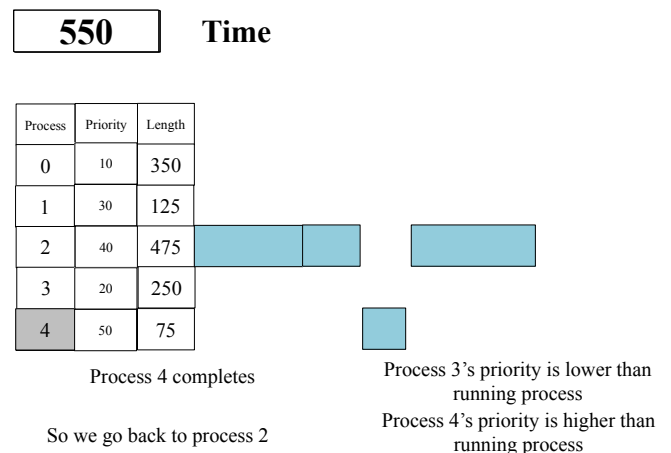 550 Time
Process Priority Length
0 10 350
1 30 125
2 40 475
3 20 250
4 50 75
Process 4 completes
So we go back to process 2
Process 3’s priority is lower than
running process
Process 4’s priority is higher than
running process